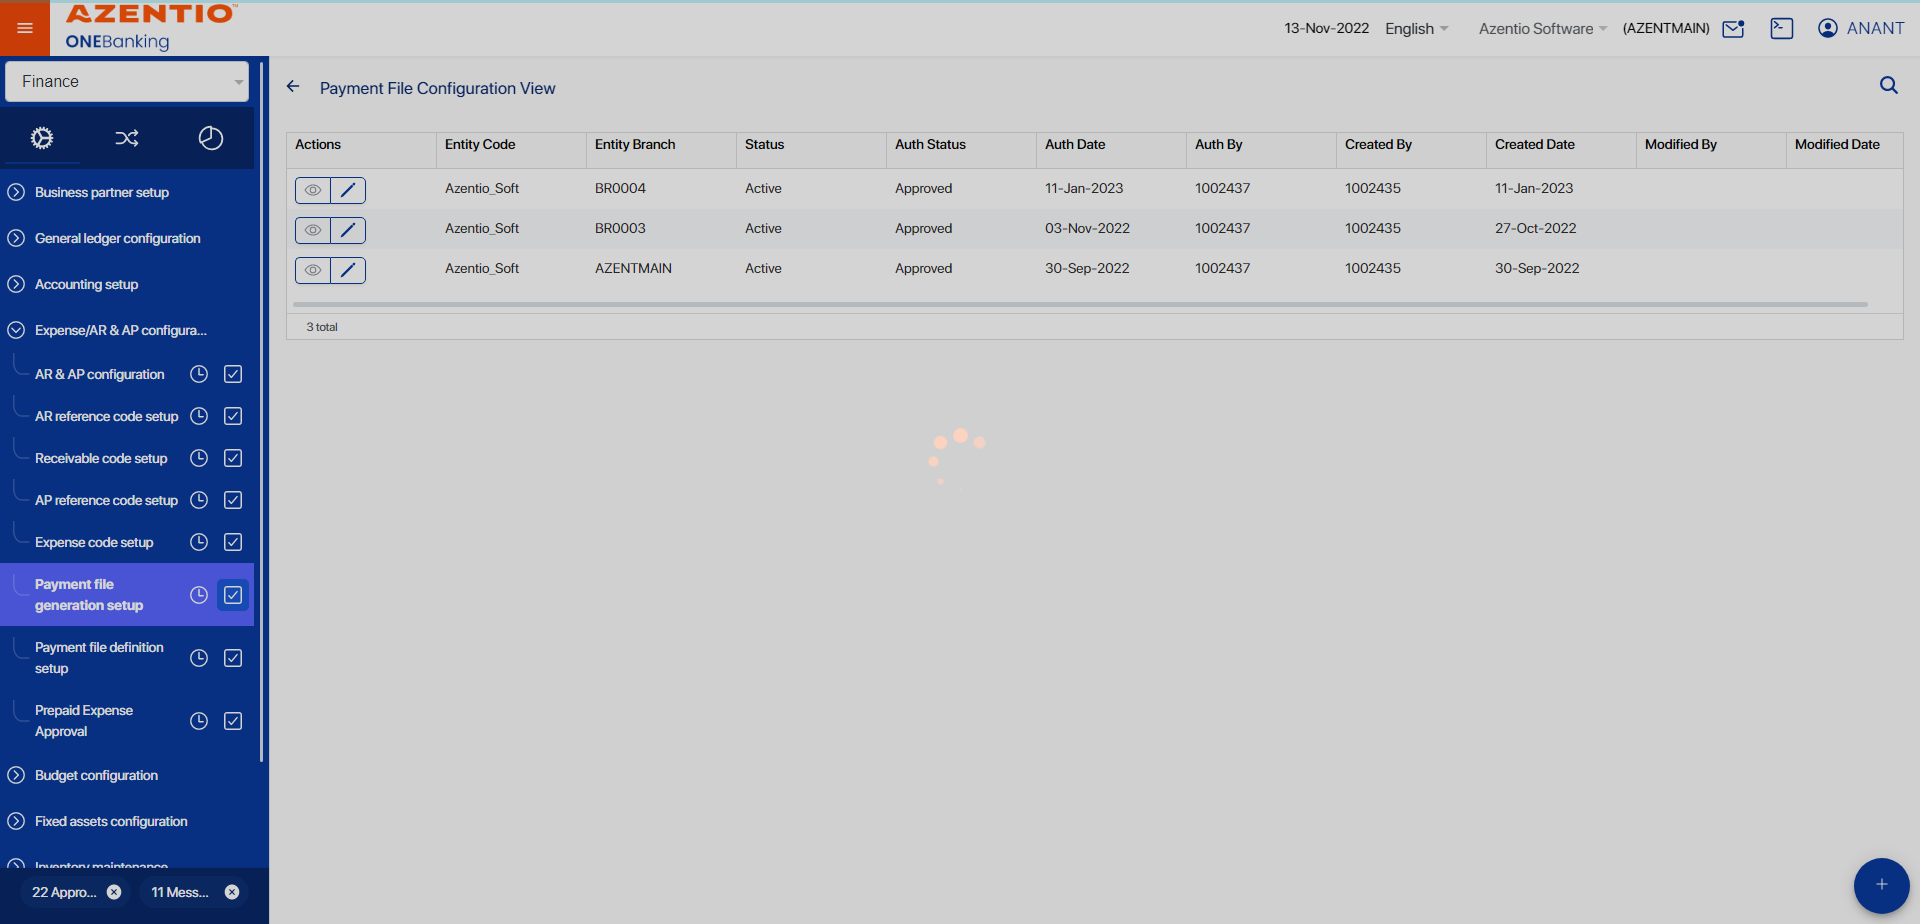 AZENTIO™
ONEBanking
13-Nov-2022 English Azentio Software (AZENTMAIN) ANANT
Finance
Business partner setup
General ledger configuration
Accounting setup
Expense/AR & AP configura...
AR & AP configuration
AR reference code setup
Receivable code setup
AP reference code setup
Expense code setup
Payment file
generation setup
Payment file definition
setup
Prepaid Expense
Approval
Budget configuration
Fixed assets configuration
Inventory maintenance
22 Appro... 11 Mess...
Payment File Configuration View
Actions Entity Code Entity Branch Status Auth Status Auth Date Auth By Created By Created Date Modified By Modified Date
Azentio_Soft BR0004 Active Approved 11-Jan-2023 1002437 1002435 11-Jan-2023
Azentio_Soft BR0003 Active Approved 03-Nov-2022 1002437 1002435 27-Oct-2022
Azentio_Soft AZENTMAIN Active Approved 30-Sep-2022 1002437 1002435 30-Sep-2022
3 total